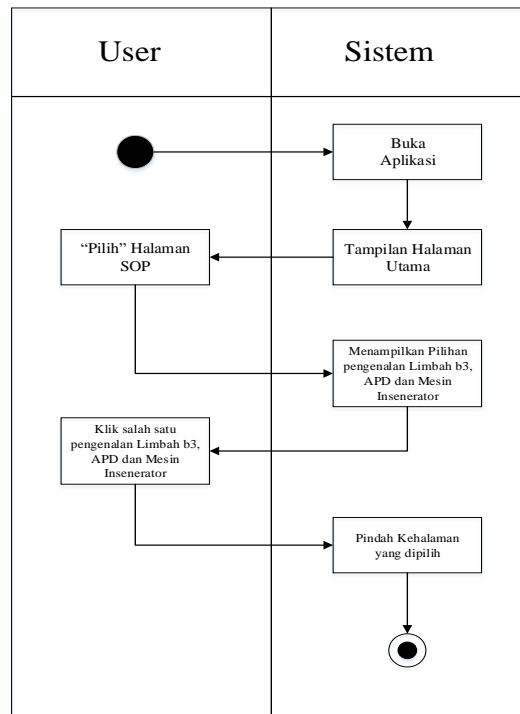 User
Sistem
Buka
Aplikasi
“Pilih” Halaman
SOP
Tampilan Halaman
Utama
Menampilkan Pilihan
pengenalan Limbah b3,
APD dan Mesin
Insenerator
Klik salah satu
pengenalan Limbah b3,
APD dan Mesin
Insenerator
Pindah Kehalaman
yang dipilih